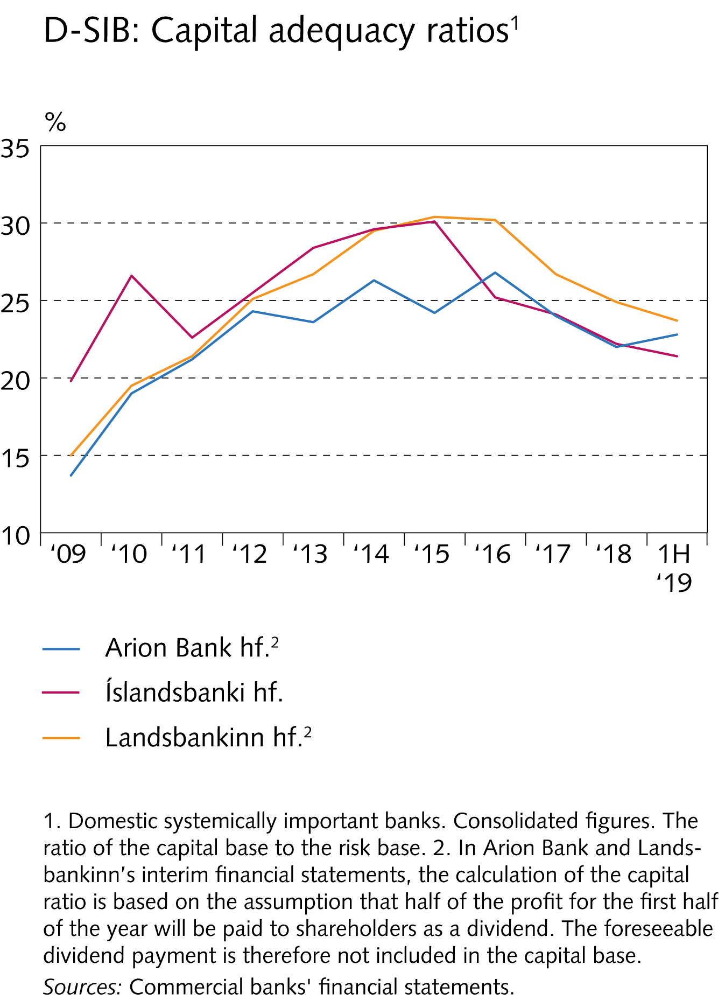 D-SIB: Capital adequacy ratios¹
%
35
30
25
20
15
10
‘09 ‘10 ‘11 ‘12 ‘13 ‘14 ‘15 ‘16 ‘17 ‘18 1H
‘19
Arion Bank hf.²
Íslandsbanki hf.
Landsbankinn hf.²
1. Domestic systemically important banks. Consolidated figures. The
ratio of the capital base to the risk base. 2. In Arion Bank and Lands-
bankinn’s interim financial statements, the calculation of the capital
ratio is based on the assumption that half of the profit for the first half
of the year will be paid to shareholders as a dividend. The foreseeable
dividend payment is therefore not included in the capital base.
Sources: Commercial banks' financial statements.